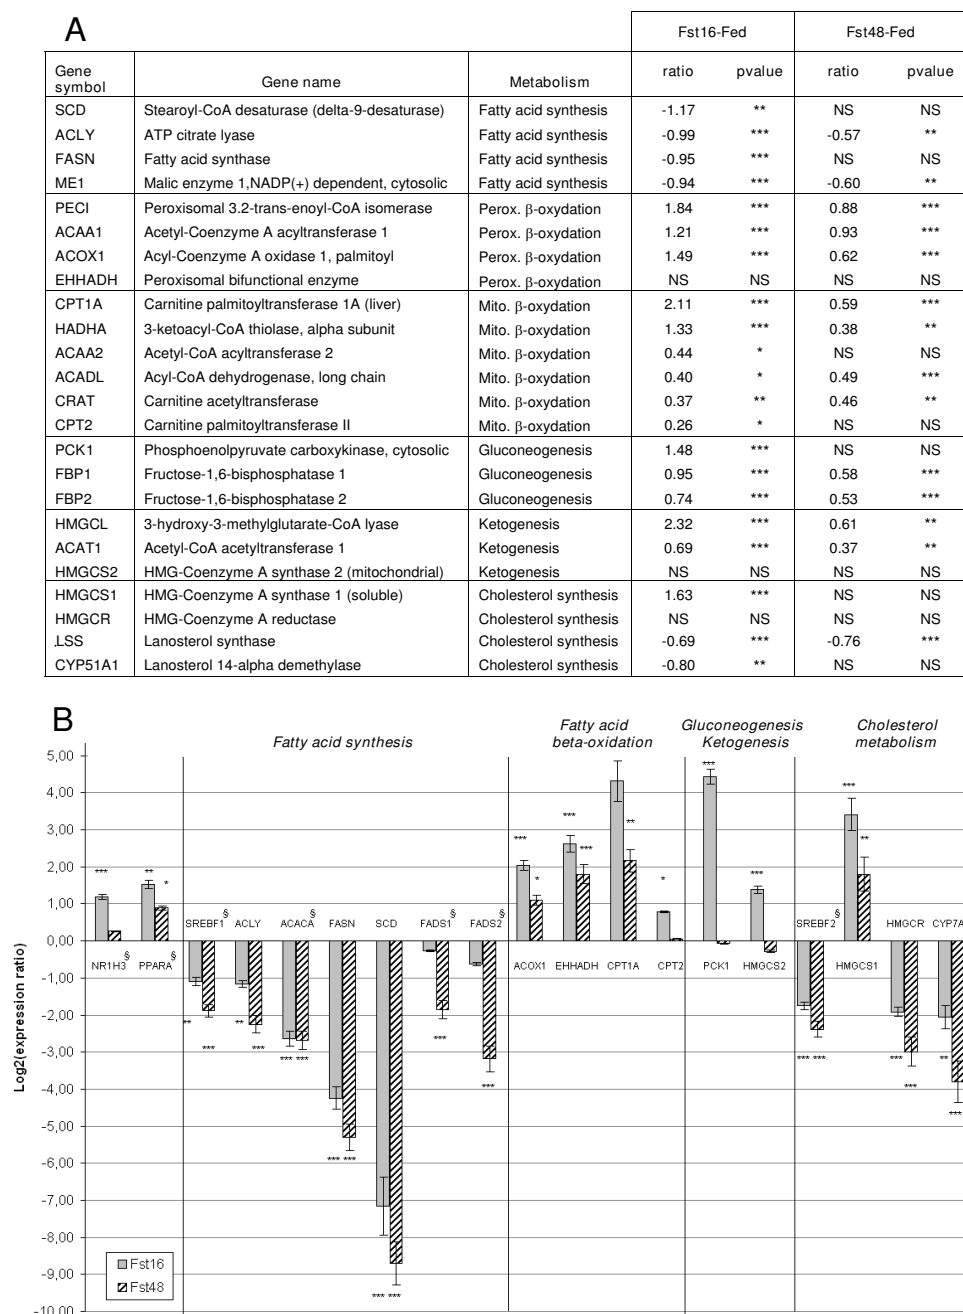 A
Fst16-Fed Fst48-Fed
Gene symbol Gene name Metabolism ratio pvalue ratio pvalue
SCD Stearoyl-CoA desaturase (delta-9-desaturase) Fatty acid synthesis -1.17 ** NS NS
ACLY ATP citrate lyase Fatty acid synthesis -0.99 *** -0.57 **
FASN Fatty acid synthase Fatty acid synthesis -0.95 *** NS NS
ME1 Malic enzyme 1,NADP(+) dependent, cytosolic Fatty acid synthesis -0.94 *** -0.60 **
PECI Peroxisomal 3.2-trans-enoyl-CoA isomerase Perox. β-oxydation 1.84 *** 0.88 ***
ACAA1 Acetyl-Coenzyme A acyltransferase 1 Perox. β-oxydation 1.21 *** 0.93 ***
ACOX1 Acyl-Coenzyme A oxidase 1, palmitoyl Perox. β-oxydation 1.49 *** 0.62 ***
EHHADH Peroxisomal bifunctional enzyme Perox. β-oxydation NS NS NS NS
CPT1A Carnitine palmitoyltransferase 1A (liver) Mito. β-oxydation 2.11 *** 0.59 ***
HADHA 3-ketoacyl-CoA thiolase, alpha subunit Mito. β-oxydation 1.33 *** 0.38 **
ACAA2 Acetyl-CoA acyltransferase 2 Mito. β-oxydation 0.44 * NS NS
ACADL Acyl-CoA dehydrogenase, long chain Mito. β-oxydation 0.40 * 0.49 ***
CRAT Carnitine acetyltransferase Mito. β-oxydation 0.37 ** 0.46 **
CPT2 Carnitine palmitoyltransferase II Mito. β-oxydation 0.26 * NS NS
PCK1 Phosphoenolpyruvate carboxykinase, cytosolic Gluconeogenesis 1.48 *** NS NS
FBP1 Fructose-1,6-bisphosphatase 1 Gluconeogenesis 0.95 *** 0.58 ***
FBP2 Fructose-1,6-bisphosphatase 2 Gluconeogenesis 0.74 *** 0.53 ***
HMGCL 3-hydroxy-3-methylglutarate-CoA lyase Ketogenesis 2.32 *** 0.61 **
ACAT1 Acetyl-CoA acetyltransferase 1 Ketogenesis 0.69 *** 0.37 **
HMGCS2 HMG-Coenzyme A synthase 2 (mitochondrial) Ketogenesis NS NS NS NS
HMGCS1 HMG-Coenzyme A synthase 1 (soluble) Cholesterol synthesis 1.63 *** NS NS
HMGCR HMG-Coenzyme A reductase Cholesterol synthesis NS NS NS NS
.LSS Lanosterol synthase Cholesterol synthesis -0.69 *** -0.76 ***
CYP51A1 Lanosterol 14-alpha demethylase Cholesterol synthesis -0.80 ** NS NS
B
Fatty acid synthesis
Fatty acid
beta-oxidation
Gluconeogenesis
Ketogenesis
Cholesterol
metabolism
Log2(expression ratio)
5,00
4,00
3,00
2,00
1,00
0,00
-1,00
-2,00
-3,00
-4,00
-5,00
-6,00
-7,00
-8,00
-9,00
-10,00
*** ** *
NR1H3§ PPARA§
SREBF1§ ACLY ACACA§ FASN SCD FADS1§ FADS2§
** *** ** *** *** *** *** *** *** *** *** ***
*** * *** *** ** *
ACOX1 EHHADH CPT1A CPT2
*** ***
PCK1 HMGCS2
*** **
SREBF2§ HMGCS1 HMGCR CYP7A
*** *** *** *** ** ***
Fst16
Fst48